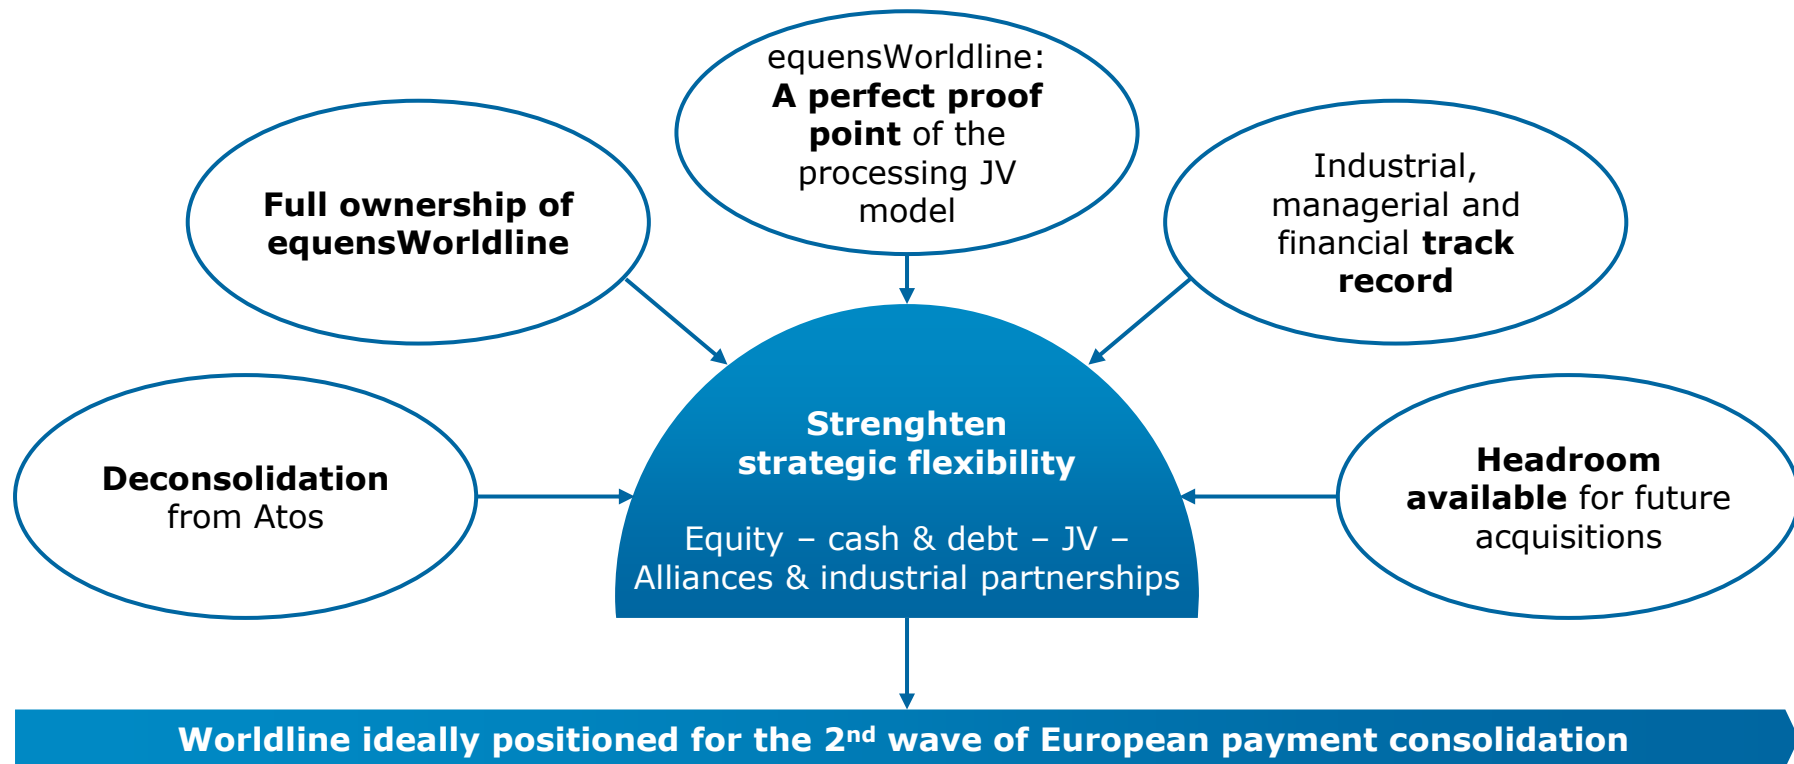 equensWorldline:
A perfect proof
point of the
processing JV
model
Full ownership of
equensWorldline
Industrial,
managerial and
financial track
record
Deconsolidation
from Atos
Strenghten
strategic flexibility
Equity – cash & debt – JV –
Alliances & industrial partnerships
Headroom
available for future
acquisitions
Worldline ideally positioned for the 2nd wave of European payment consolidation